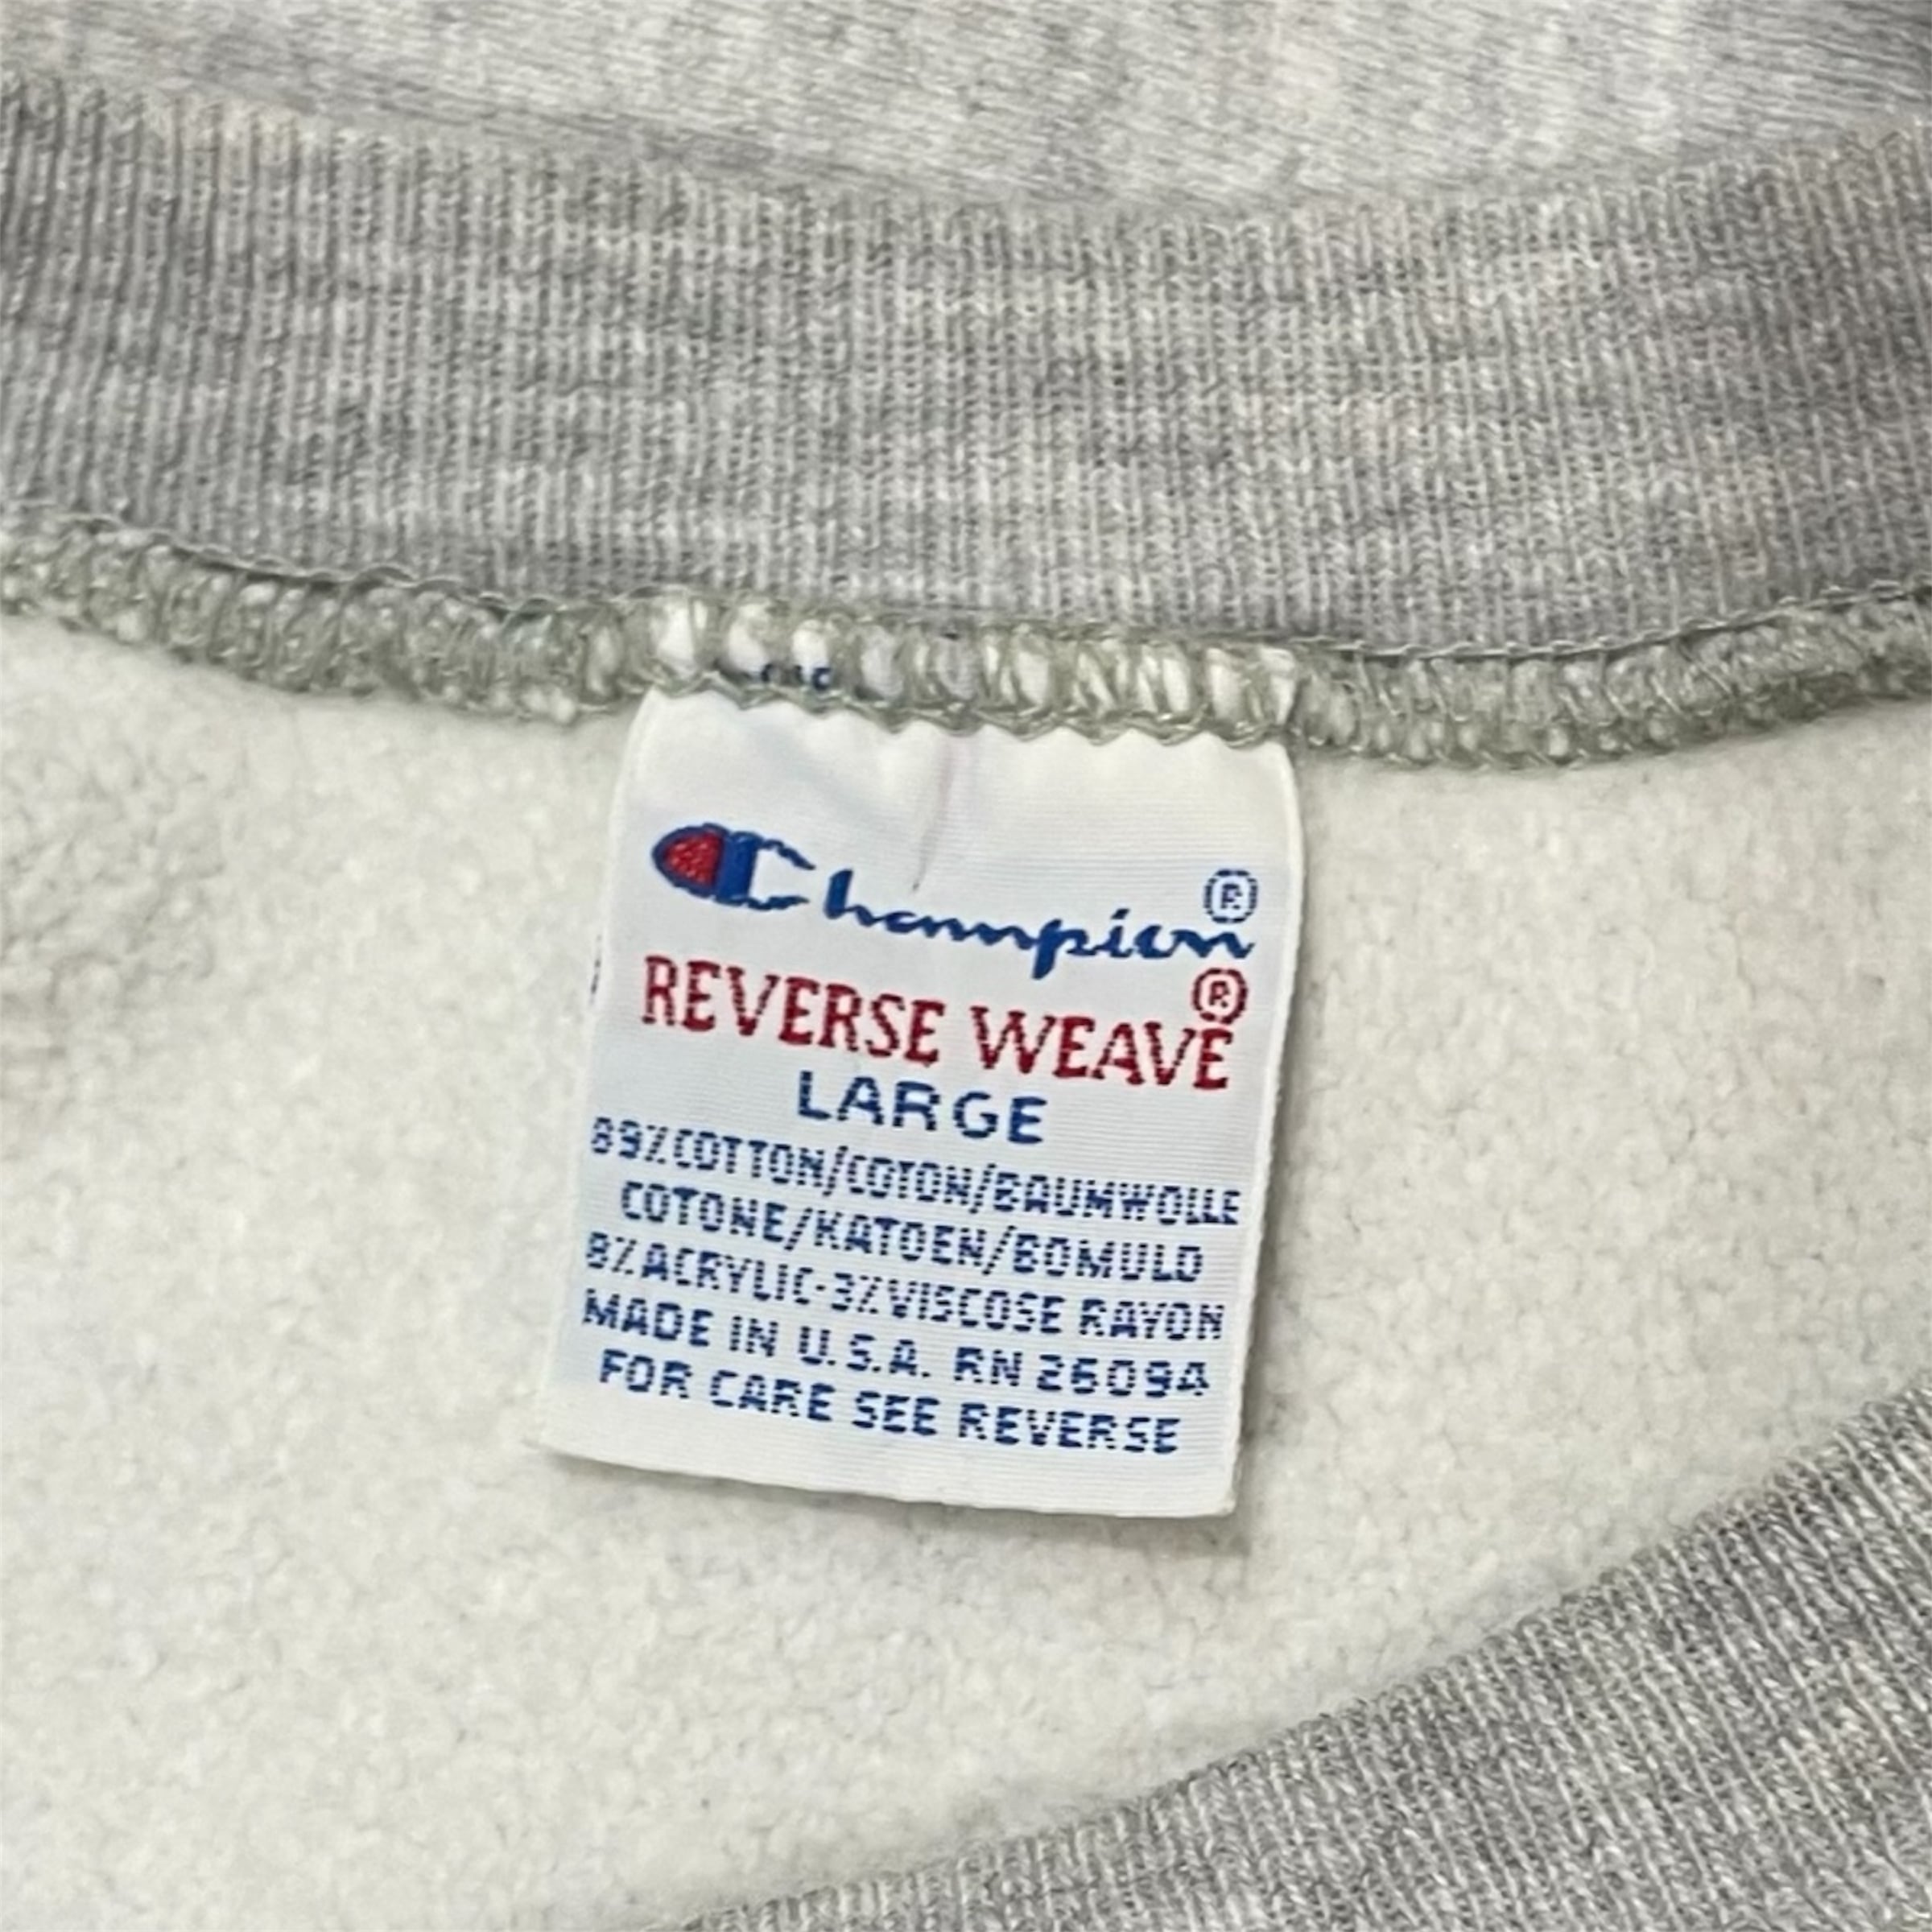 Champion®
REVERSE WEAVE®
LARGE
89%COTTON/COTON/BAUMWOLLE
COTONE/KATOEN/BOMULD
8%ACRYLIC-3%VISCOSE RAYON
MADE IN U.S.A. RN 26094
FOR CARE SEE REVERSE